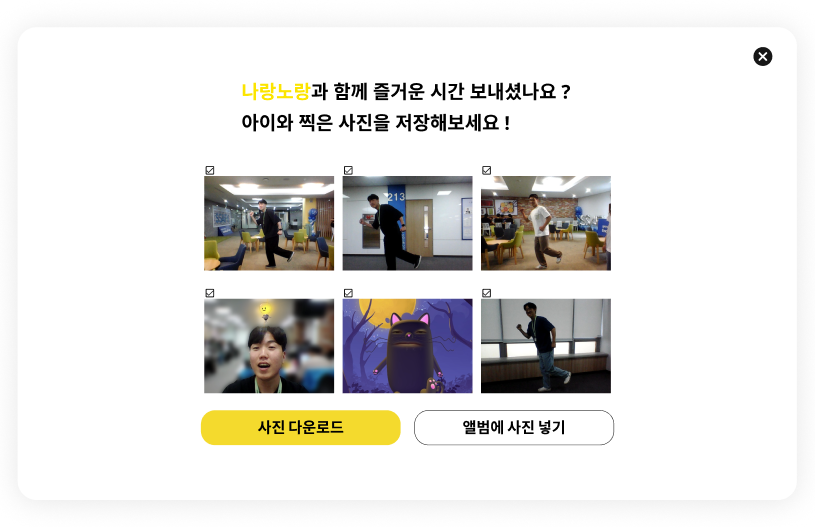 나랑노랑과 함께 즐거운 시간 보내셨나요 ?
아이와 찍은 사진을 저장해보세요 !
213
사진 다운로드
앨범에 사진 넣기